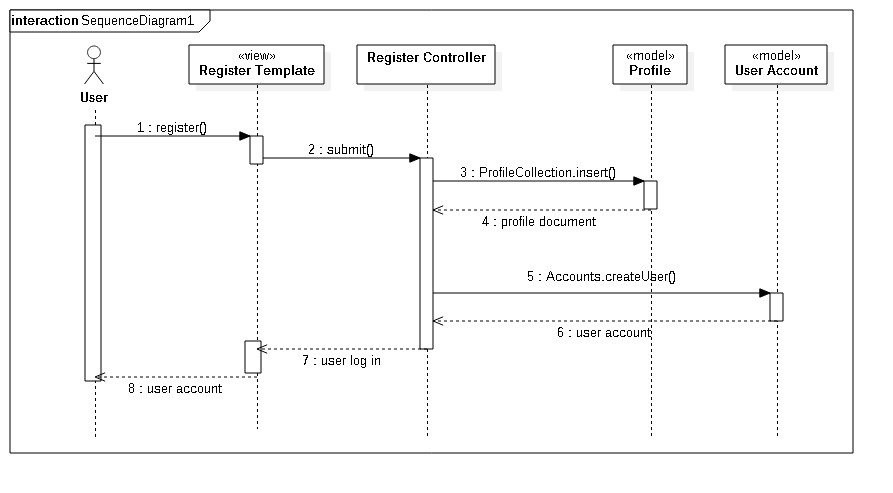 interaction SequenceDiagram1
«view»
Register Template
Register Controller
«model»
Profile
«model»
User Account
User
1 : register()
2 : submit()
3 : ProfileCollection.insert()
4 : profile document
5 : Accounts.createUser()
6 : user account
7 : user log in
8 : user account